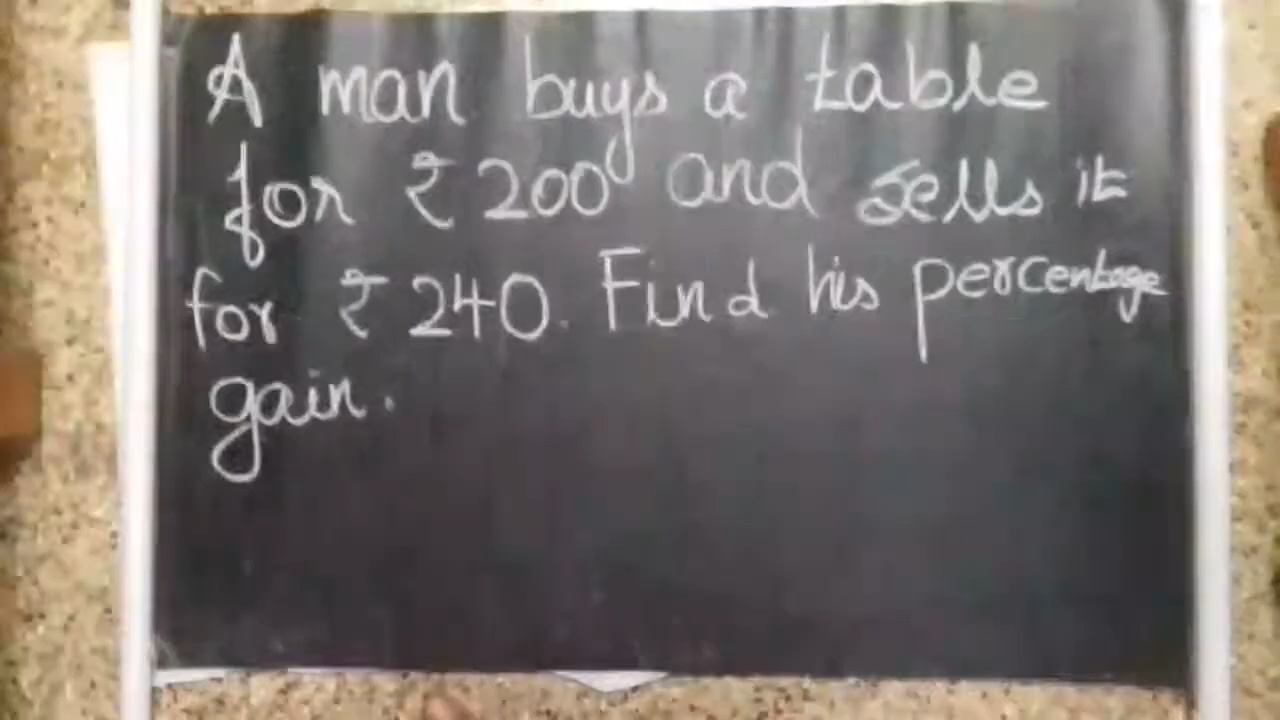 A man buys a table
for ₹200 and sells it
for ₹240. Find his percentage
gain.